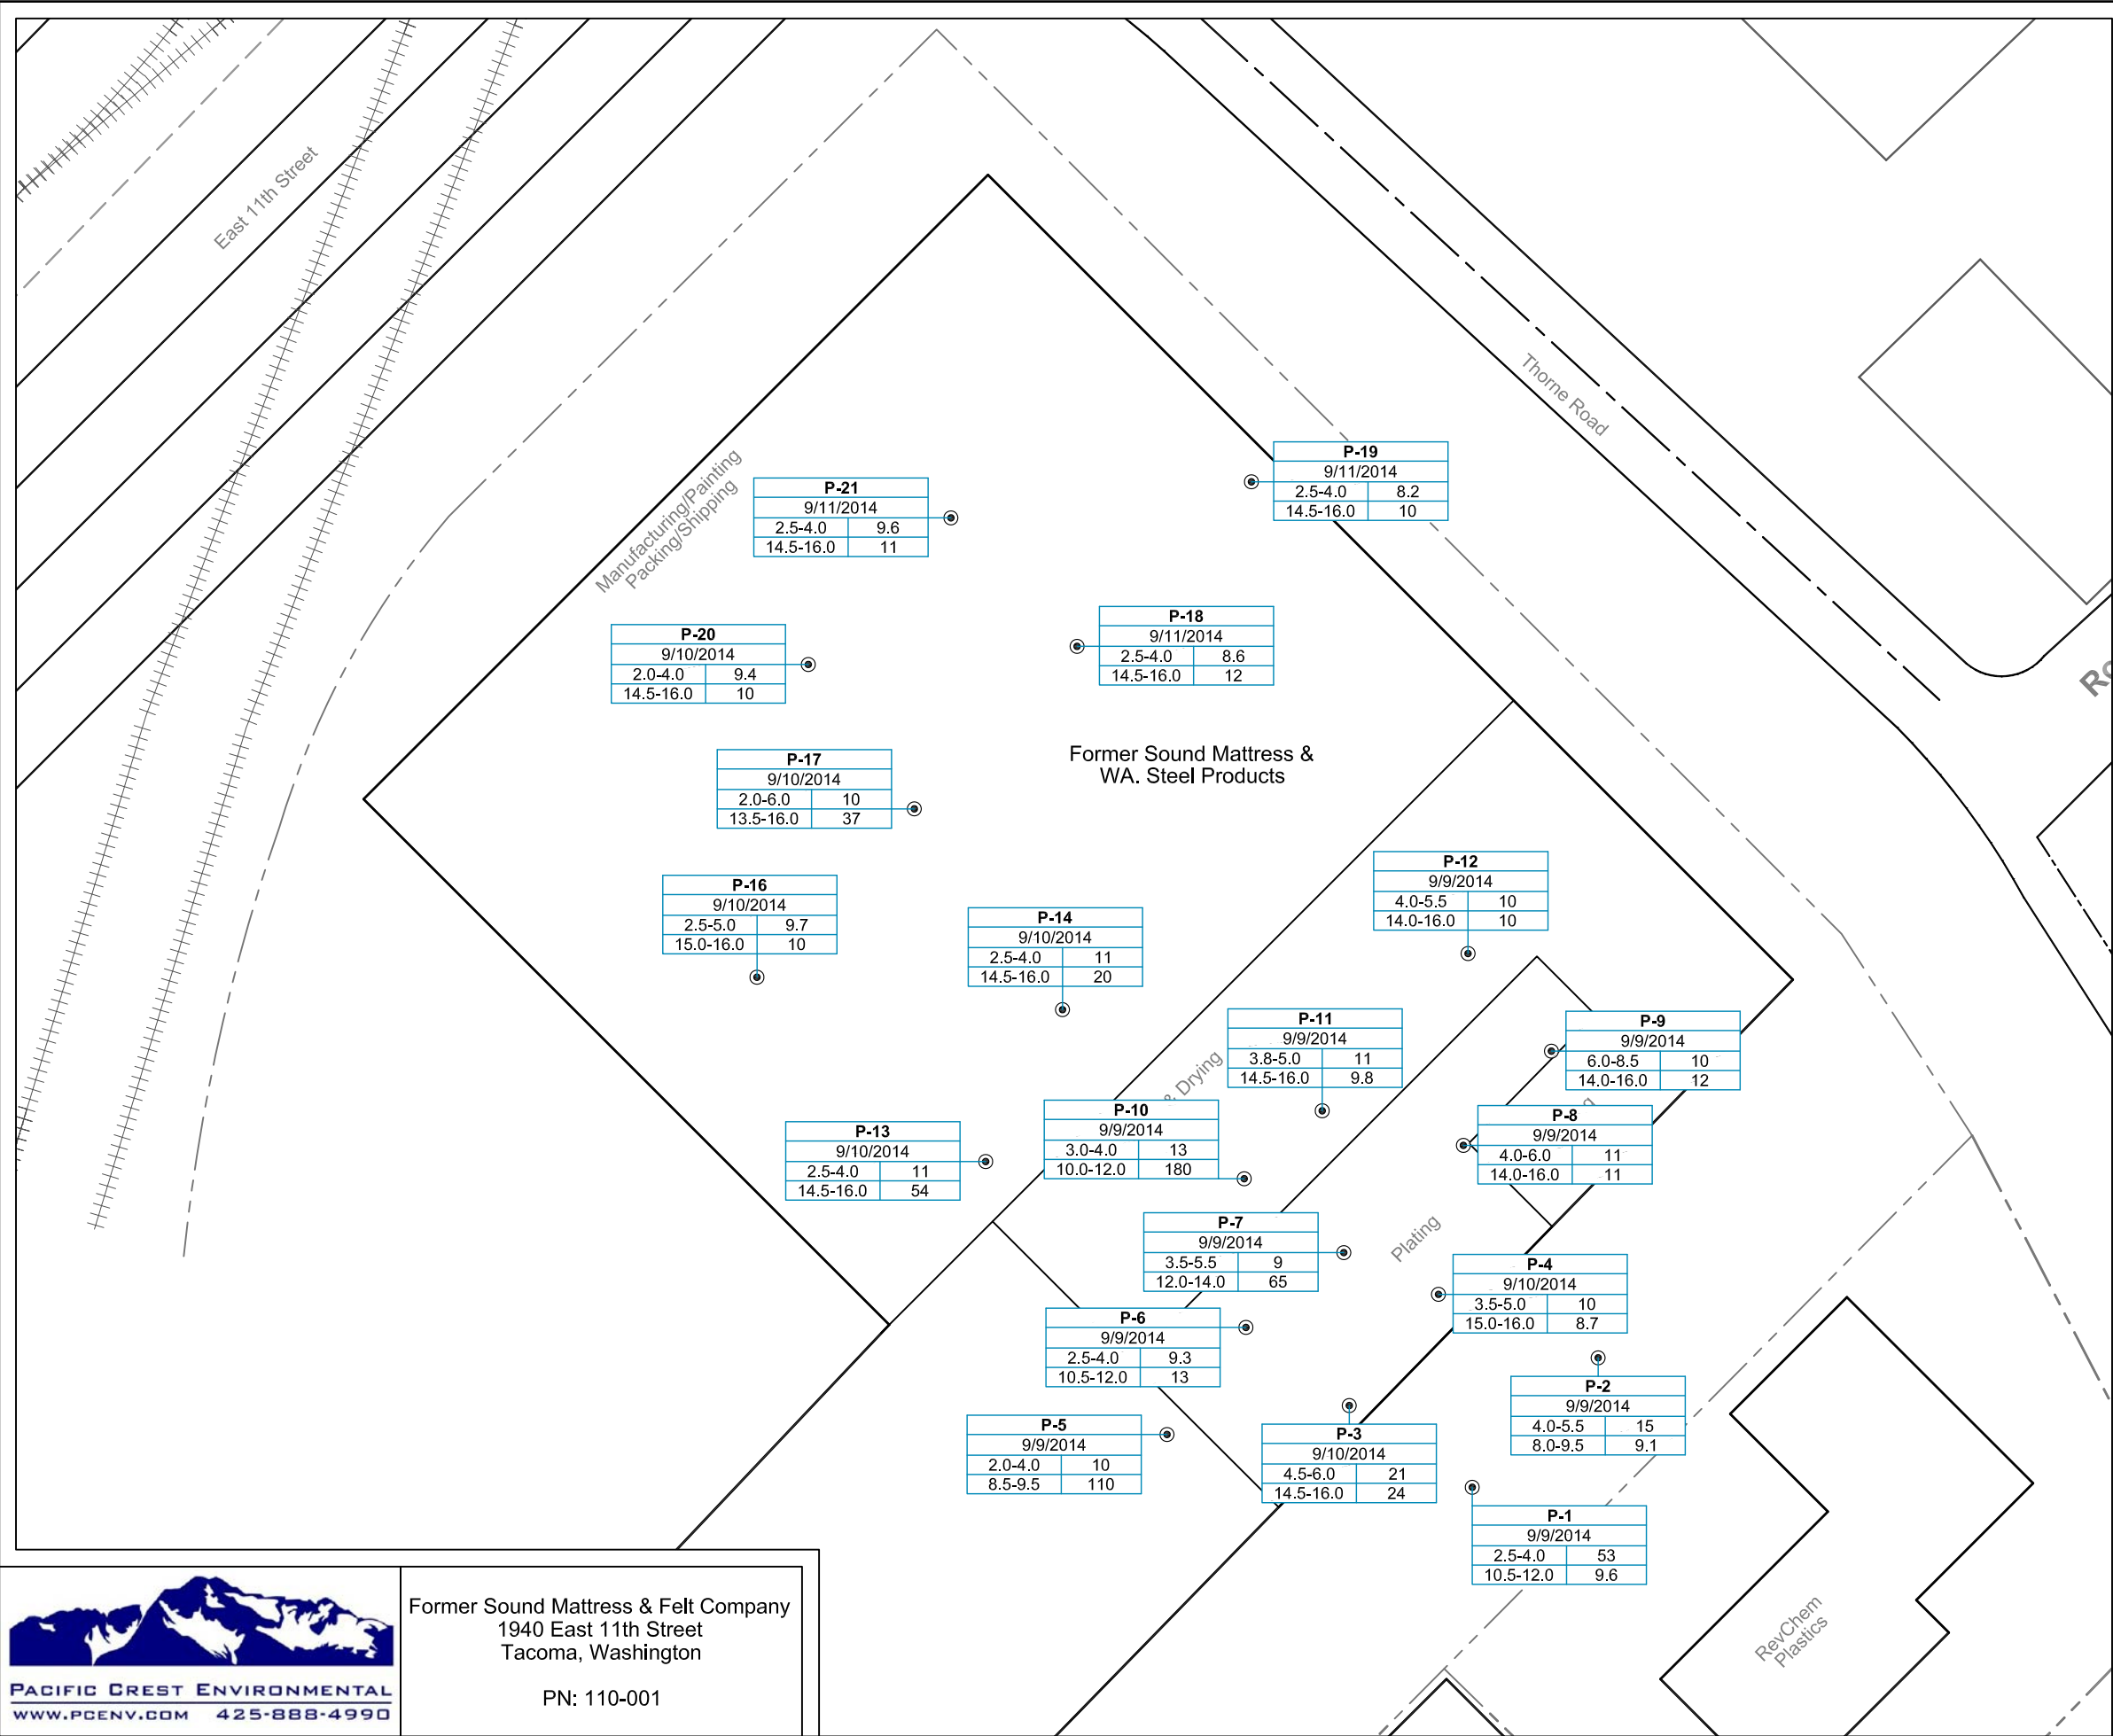 East 11th Street
Thorne Road
Ro
P-19
9/11/2014
2.5-4.0 8.2
14.5-16.0 10
Manufacturing/Painting
Packing/Shipping
P-21
9/11/2014
2.5-4.0 9.6
14.5-16.0 11
P-18
9/11/2014
2.5-4.0 8.6
14.5-16.0 12
P-20
9/10/2014
2.0-4.0 9.4
14.5-16.0 10
Former Sound Mattress &
WA. Steel Products
P-17
9/10/2014
2.0-6.0 10
13.5-16.0 37
P-12
9/9/2014
4.0-5.5 10
14.0-16.0 10
P-16
9/10/2014
2.5-5.0 9.7
15.0-16.0 10
P-14
9/10/2014
2.5-4.0 11
14.5-16.0 20
P-11
9/9/2014
3.8-5.0 11
14.5-16.0 9.8
P-9
9/9/2014
6.0-8.5 10
14.0-16.0 12
& Drying
P-10
9/9/2014
3.0-4.0 13
10.0-12.0 180
g
P-8
9/9/2014
4.0-6.0 11
14.0-16.0 11
P-13
9/10/2014
2.5-4.0 11
14.5-16.0 54
P-7
9/9/2014
3.5-5.5 9
12.0-14.0 65
Plating
P-4
9/10/2014
3.5-5.0 10
15.0-16.0 8.7
P-6
9/9/2014
2.5-4.0 9.3
10.5-12.0 13
P-2
9/9/2014
4.0-5.5 15
8.0-9.5 9.1
P-5
9/9/2014
2.0-4.0 10
8.5-9.5 110
P-3
9/10/2014
4.5-6.0 21
14.5-16.0 24
P-1
9/9/2014
2.5-4.0 53
10.5-12.0 9.6
RevChem
Plastics
PACIFIC CREST ENVIRONMENTAL
WWW.PCENV.COM 425-888-4990
Former Sound Mattress & Felt Company
1940 East 11th Street
Tacoma, Washington
PN: 110-001